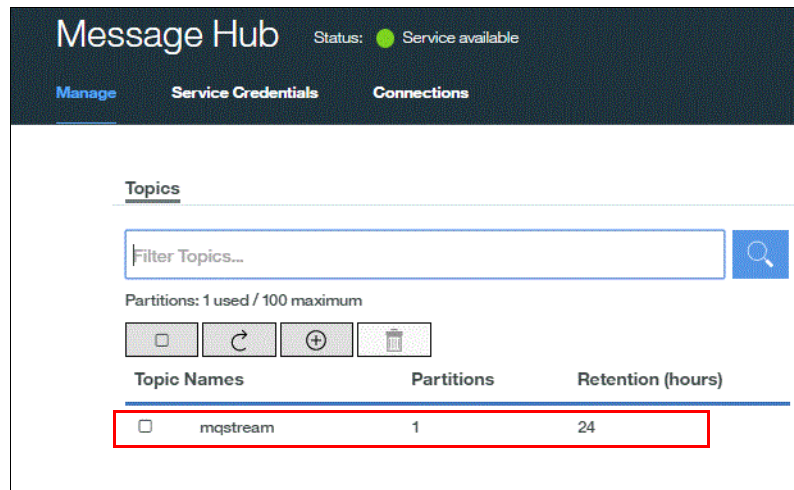 Message Hub Status: Service available
Manage Service Credentials Connections
Topics
Filter Topics...
Partitions: 1 used / 100 maximum
Topic Names Partitions Retention (hours)
mqstream 1 24